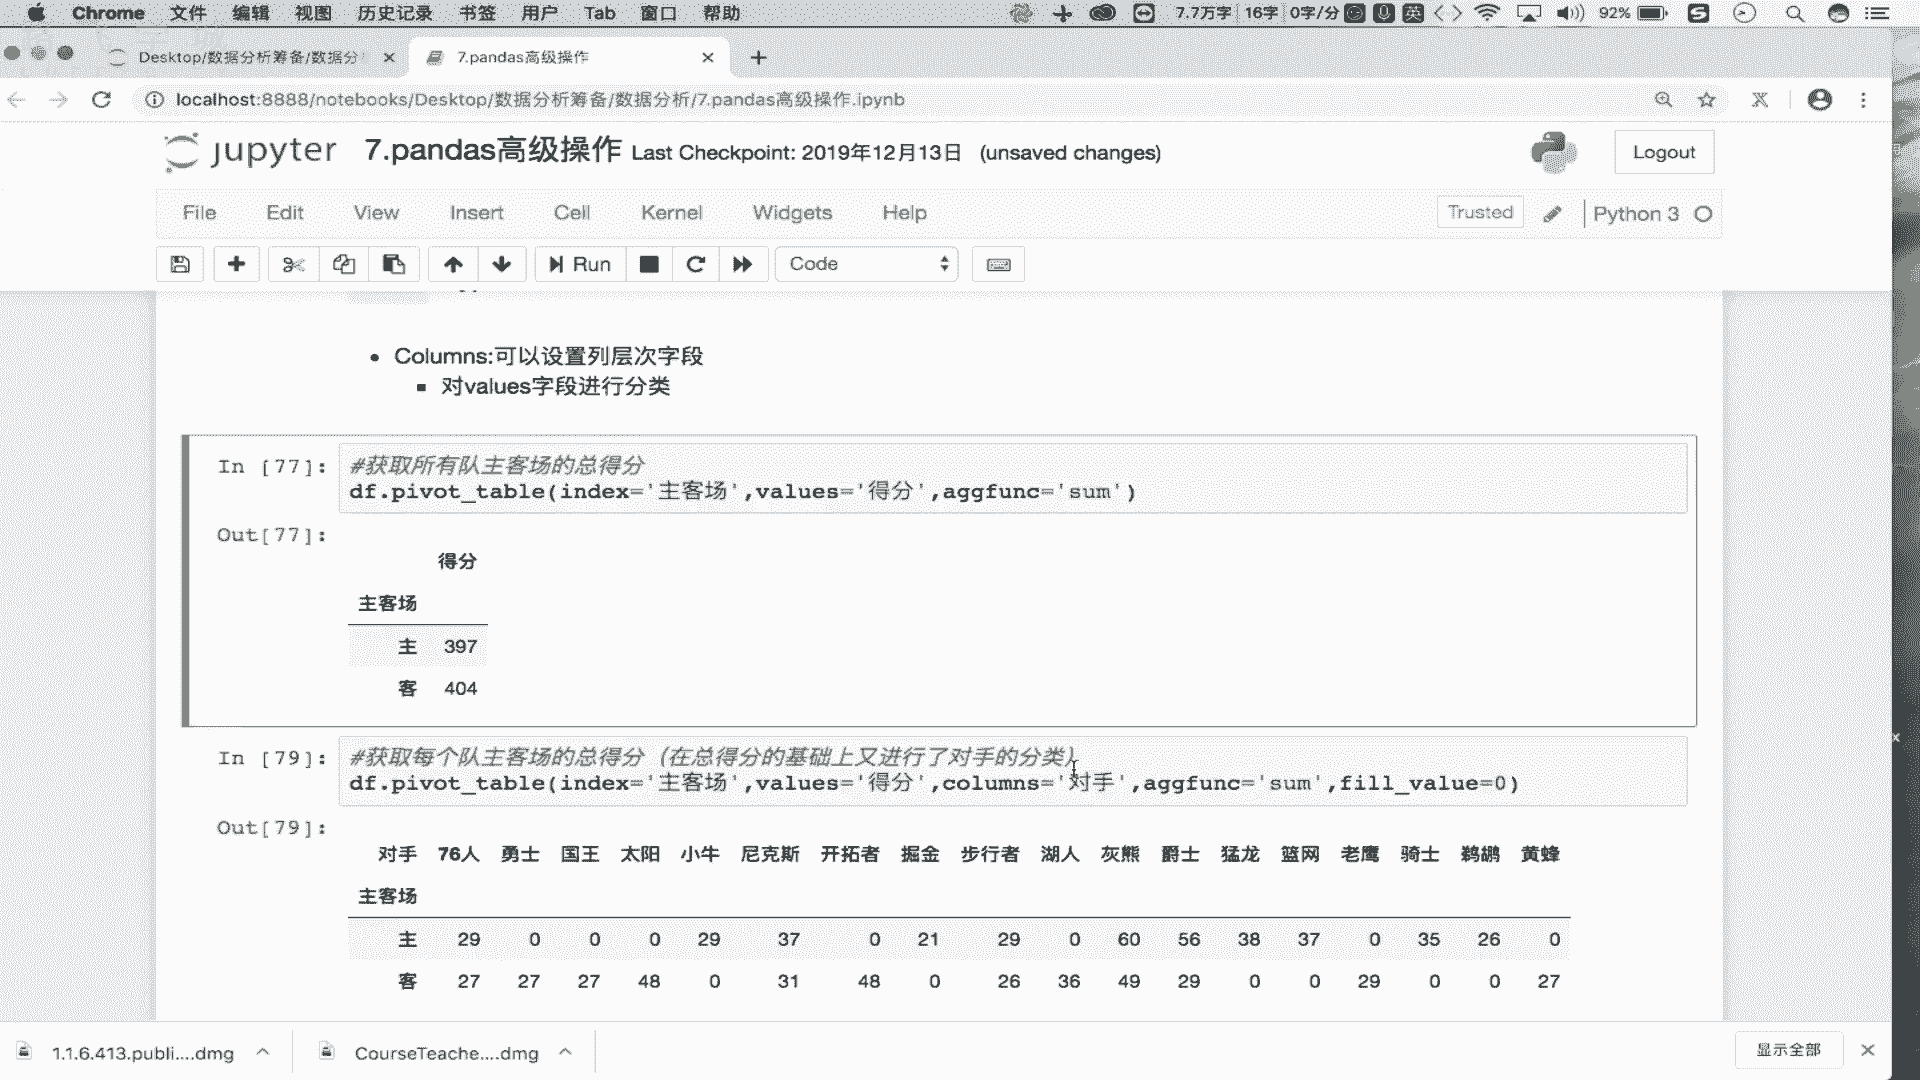 Chrome 文件 编辑 视图 历史记录 书签 用户 Tab 窗口 帮助 7.7万字 16字 0字/分 英 92%
Desktop/数据分析筹备/数据分 7.pandas高级操作
localhost:8888/notebooks/Desktop/数据分析筹备/数据分析/7.pandas高级操作.ipynb
jupyter 7.pandas高级操作 Last Checkpoint: 2019年12月13日 (unsaved changes) Logout
File Edit View Insert Cell Kernel Widgets Help Trusted Python 3
Run Code
Columns:可以设置列层次字段
对values字段进行分类
In [77]: #获取所有队主客场的总得分
df.pivot_table(index='主客场',values='得分',aggfunc='sum')
Out[77]:
得分
主客场
主 397
客 404
In [79]: #获取每个队主客场的总得分（在总得分的基础上又进行了对手的分类）
df.pivot_table(index='主客场',values='得分',columns='对手',aggfunc='sum',fill_value=0)
Out[79]:
对手 76人 勇士 国王 太阳 小牛 尼克斯 开拓者 掘金 步行者 湖人 灰熊 爵士 猛龙 篮网 老鹰 骑士 鹈鹕 黄蜂
主客场
主 29 0 0 0 29 37 0 21 29 0 60 56 38 37 0 35 26 0
客 27 27 27 48 0 31 48 0 26 36 49 29 0 0 29 0 0 27
1.1.6.413.publi....dmg CourseTeache....dmg 显示全部